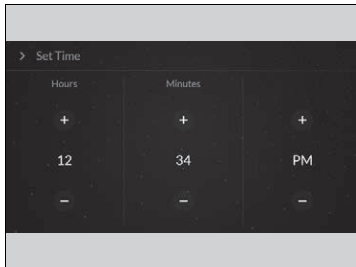 > Set Time
Hours Minutes
+ + +
12 34 PM
− − −